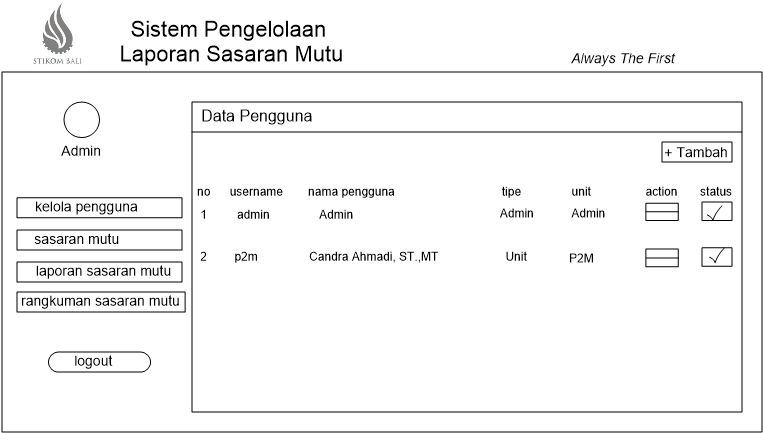 STIKOM BALI
Sistem Pengelolaan
Laporan Sasaran Mutu
Always The First
Admin
kelola pengguna
sasaran mutu
laporan sasaran mutu
rangkuman sasaran mutu
logout
Data Pengguna
+ Tambah
no username nama pengguna tipe unit action status
1 admin Admin Admin Admin
2 p2m Candra Ahmadi, ST.,MT Unit P2M